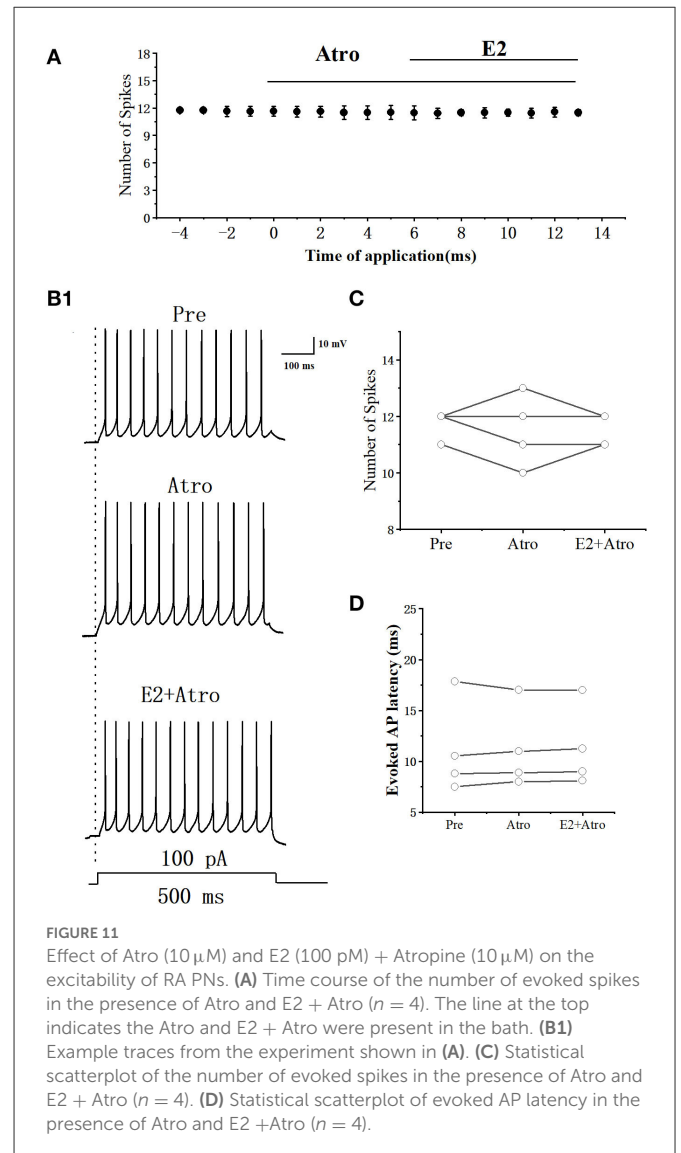 A
Atro
E2
18
15
12
9
6
3
0
Number of Spikes
−4 −2 0 2 4 6 8 10 12 14
Time of application(ms)
B1
Pre
10 mV
100 ms
Atro
E2+Atro
100 pA
500 ms
C
14
12
10
8
Number of Spikes
Pre Atro E2+Atro
D
25
20
15
10
5
Evoked AP latency (ms)
Pre Atro E2+Atro
FIGURE 11
Effect of Atro (10 μM) and E2 (100 pM) + Atropine (10 μM) on the
excitability of RA PNs. (A) Time course of the number of evoked spikes
in the presence of Atro and E2 + Atro (n = 4). The line at the top
indicates the Atro and E2 + Atro were present in the bath. (B1)
Example traces from the experiment shown in (A). (C) Statistical
scatterplot of the number of evoked spikes in the presence of Atro and
E2 + Atro (n = 4). (D) Statistical scatterplot of evoked AP latency in the
presence of Atro and E2 +Atro (n = 4).